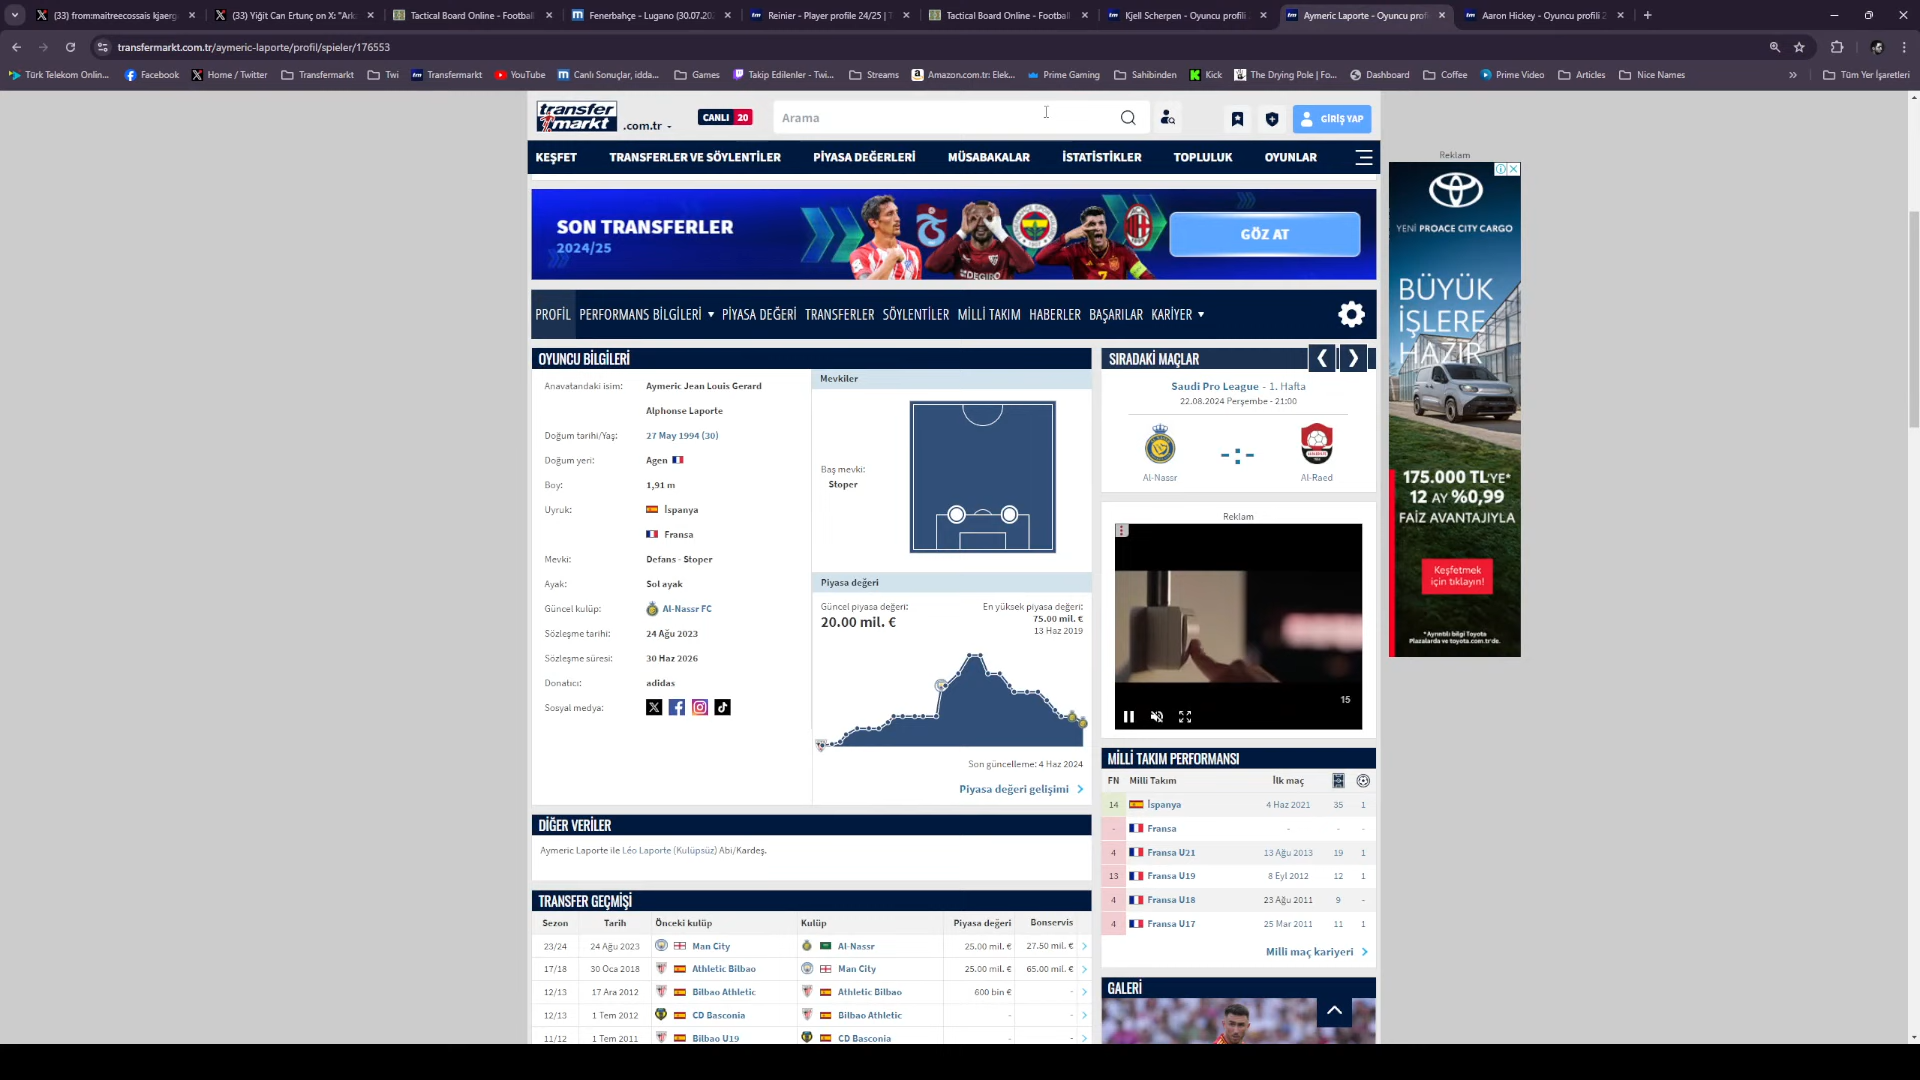 (33) from:maitreecossais kjaerg
(33) Yiğit Can Ertunç on X: "Ark
Tactical Board Online - Football
Fenerbahçe - Lugano (30.07.20
Reinier - Player profile 24/25 | T
Tactical Board Online - Football
Kjell Scherpen - Oyuncu profili
Aymeric Laporte - Oyuncu prof
Aaron Hickey - Oyuncu profili 2
transfermarkt.com.tr/aymeric-laporte/profil/spieler/176553
Türk Telekom Onlin...
Facebook
Home / Twitter
Transfermarkt
Twi
Transfermarkt
YouTube
Canlı Sonuçlar, idda...
Games
Takip Edilenler - Twi...
Streams
Amazon.com.tr: Elek...
Prime Gaming
Sahibinden
Kick
The Drying Pole | Fo...
Dashboard
Coffee
Prime Video
Articles
Nice Names
Tüm Yer İşaretleri
transfer markt .com.tr
CANLI 20
Arama
GİRİŞ YAP
KEŞFET
TRANSFERLER VE SÖYLENTİLER
PİYASA DEĞERLERİ
MÜSABAKALAR
İSTATİSTİKLER
TOPLULUK
OYUNLAR
SON TRANSFERLER
2024/25
GÖZ AT
PROFİL
PERFORMANS BİLGİLERİ
PİYASA DEĞERİ
TRANSFERLER
SÖYLENTİLER
MİLLİ TAKIM
HABERLER
BAŞARILAR
KARİYER
OYUNCU BİLGİLERİ
Anavatandaki isim: Aymeric Jean Louis Gerard
Alphonse Laporte
Doğum tarihi/Yaş: 27 May 1994 (30)
Doğum yeri: Agen
Boy: 1,91 m
Uyruk: İspanya
Fransa
Mevki: Defans - Stoper
Ayak: Sol ayak
Güncel kulüp: Al-Nassr FC
Sözleşme tarihi: 24 Ağu 2023
Sözleşme süresi: 30 Haz 2026
Donatıcı: adidas
Sosyal medya:
Mevkiler
Baş mevki:
Stoper
Piyasa değeri
Güncel piyasa değeri:
20.00 mil. €
En yüksek piyasa değeri:
75.00 mil. €
13 Haz 2019
Son güncelleme: 4 Haz 2024
Piyasa değeri gelişimi
DİĞER VERİLER
Aymeric Laporte ile Léo Laporte (Kulüpsüz) Abi/Kardeş.
TRANSFER GEÇMİŞİ
Sezon Tarih Önceki kulüp Kulüp Piyasa değeri Bonservis
23/24 24 Ağu 2023 Man City Al-Nassr 25.00 mil. € 27.50 mil. €
17/18 30 Oca 2018 Athletic Bilbao Man City 25.00 mil. € 65.00 mil. €
12/13 17 Ara 2012 Bilbao Athletic Athletic Bilbao 600 bin € -
12/13 1 Tem 2012 CD Basconia Bilbao Athletic - -
11/12 1 Tem 2011 Bilbao U19 CD Basconia - -
SIRADAKİ MAÇLAR
Saudi Pro League - 1. Hafta
22.08.2024 Perşembe - 21:00
-:-
Al-Nassr
Al-Raed
Reklam
15
MİLLİ TAKIM PERFORMANSI
FN Milli Takım İlk maç
14 İspanya 4 Haz 2021 35 1
- Fransa - - -
4 Fransa U21 13 Ağu 2013 19 1
13 Fransa U19 8 Eyl 2012 12 1
4 Fransa U18 23 Ağu 2011 9 -
4 Fransa U17 25 Mar 2011 11 1
Milli maç kariyeri
GALERİ
Reklam
TOYOTA
YENİ PROACE CITY CARGO
BÜYÜK
İŞLERE
HAZIR
175.000 TL'YE*
12 AY %0,99
FAİZ AVANTAJIYLA
Keşfetmek
için tıklayın!
*Ayrıntılı bilgi Toyota
Plazalarda ve toyota.com.tr'de.